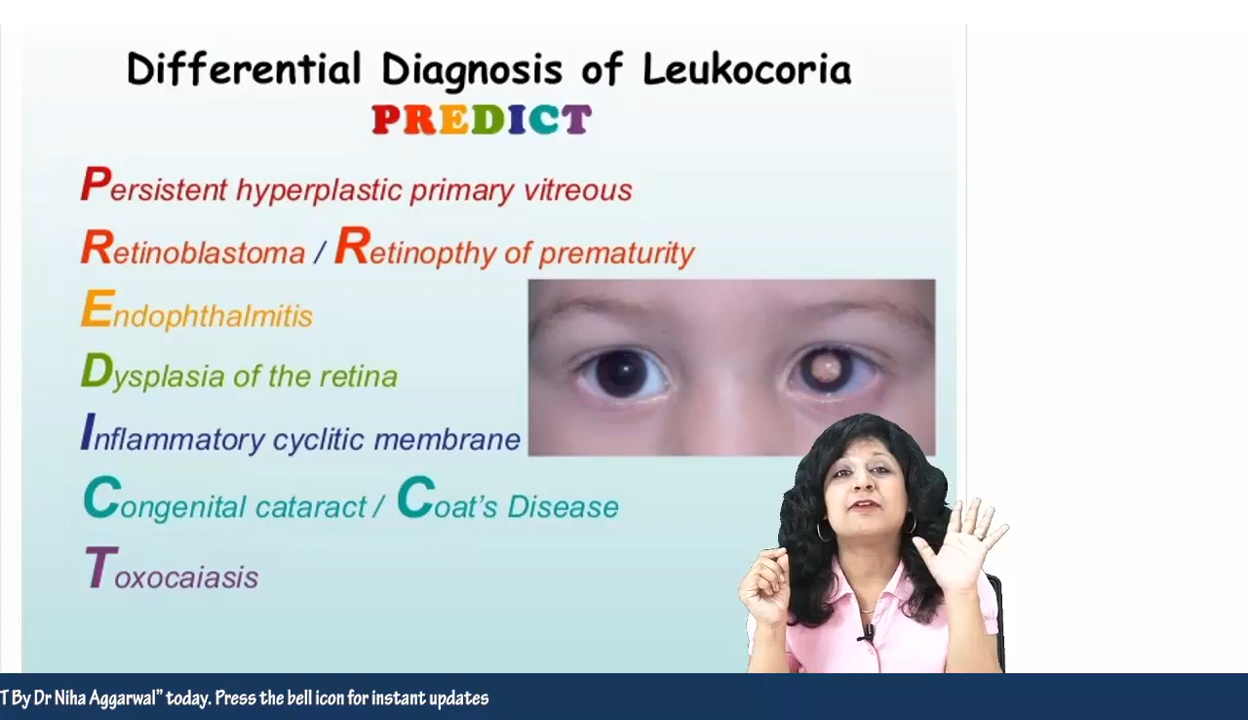 Differential Diagnosis of Leukocoria
PREDICT
Persistent hyperplastic primary vitreous
Retinoblastoma / Retinopthy of prematurity
Endophthalmitis
Dysplasia of the retina
Inflammatory cyclitic membrane
Congenital cataract / Coat's Disease
Toxocaiasis
T By Dr Niha Aggarwal” today. Press the bell icon for instant updates